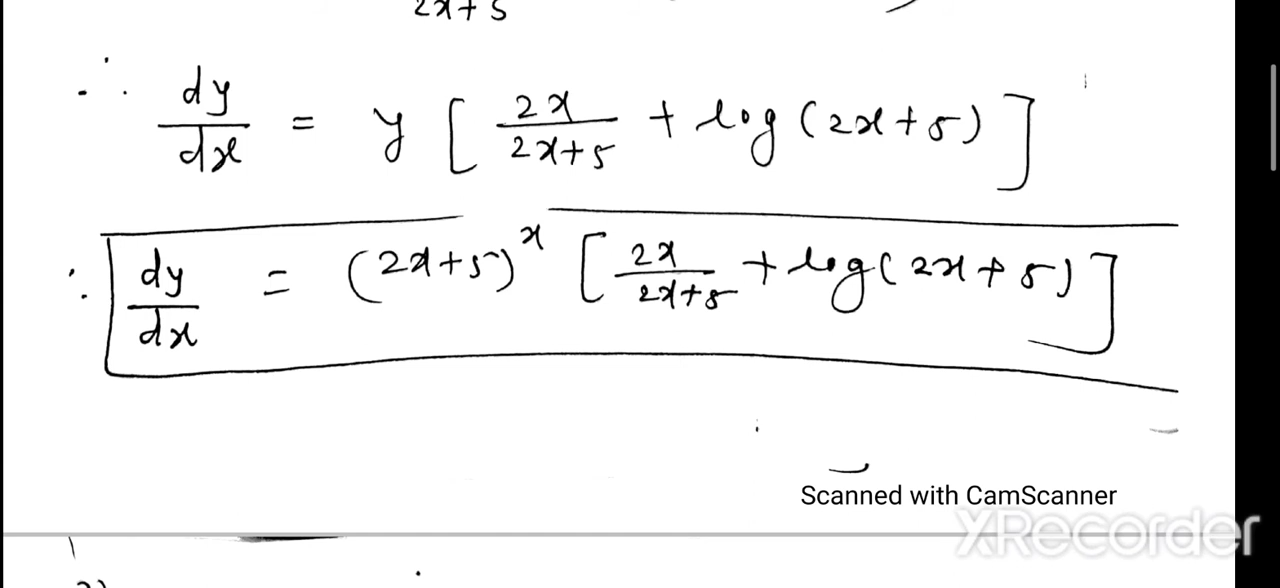 2x+5
∴ dy/dx = y [ 2x/2x+5 + log (2x+5) ]
∴ dy/dx = (2x+5)^x [ 2x/2x+5 + log( 2x+5) ]
Scanned with CamScanner
XRecorder